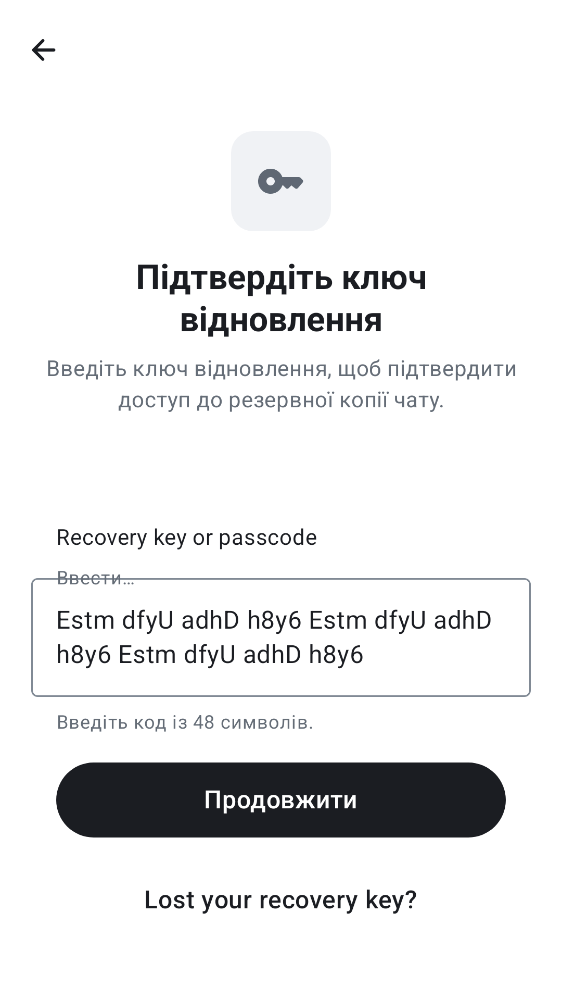 Підтвердіть ключ
відновлення
Введіть ключ відновлення, щоб підтвердити
доступ до резервної копії чату.
Recovery key or passcode
Ввести…
Estm dfyU adhD h8y6 Estm dfyU adhD
h8y6 Estm dfyU adhD h8y6
Введіть код із 48 символів.
Продовжити
Lost your recovery key?